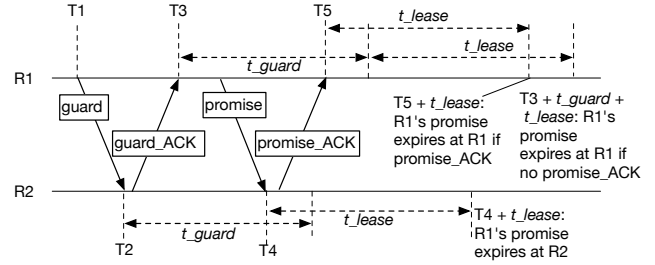 T1
T3
T5
t_lease
t_guard
t_lease
R1
guard
guard_ACK
promise
promise_ACK
T5 + t_lease:
R1's promise
expires at R1 if
promise_ACK
T3 + t_guard +
t_lease: R1's
promise
expires at R1 if
no promise_ACK
R2
t_guard
t_lease
T2
T4
T4 + t_lease:
R1's promise
expires at R2